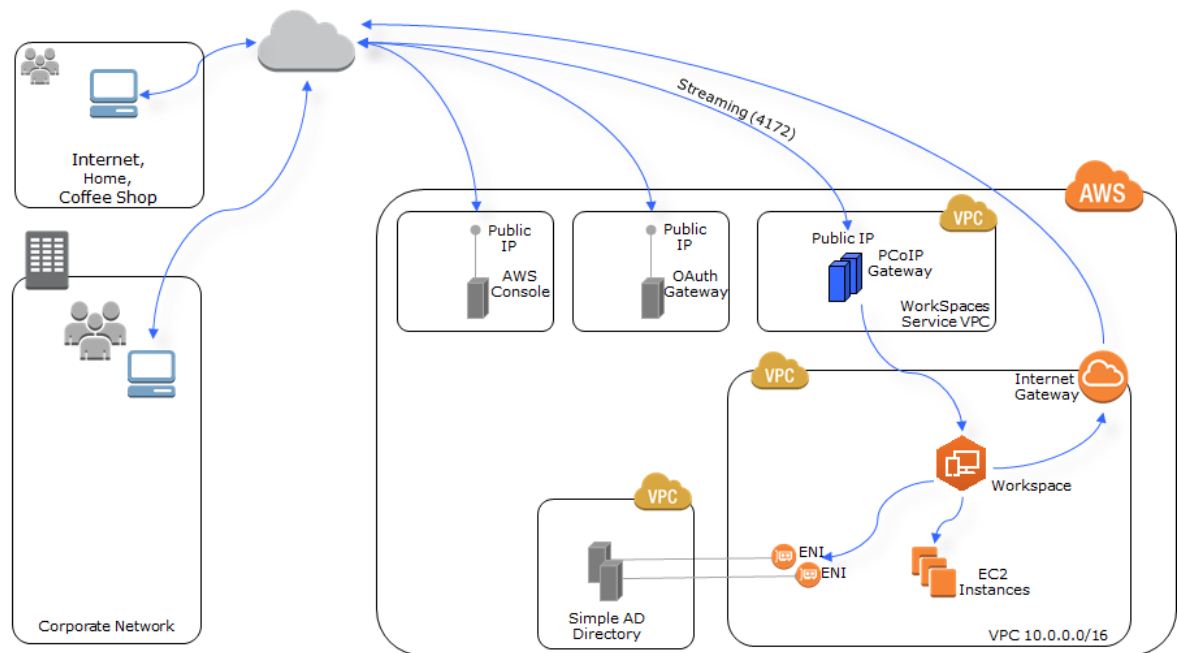 Internet,
Home,
Coffee Shop
Corporate Network
Streaming (4172)
AWS
Public
IP
AWS
Console
Public
IP
OAuth
Gateway
VPC
Public IP
PCoIP
Gateway
WorkSpaces
Service VPC
VPC
Internet
Gateway
Workspace
VPC
ENI
ENI
EC2
Instances
Simple AD
Directory
VPC 10.0.0.0/16